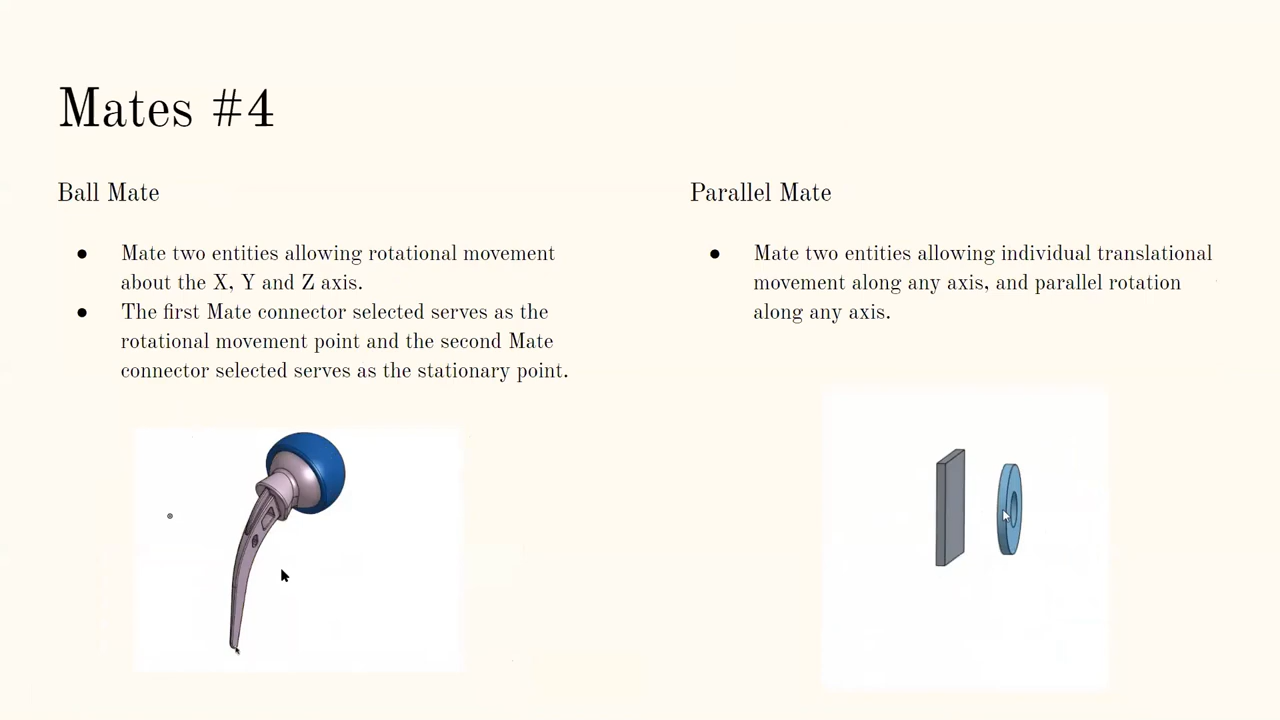 Mates #4
Ball Mate
● Mate two entities allowing rotational movement
about the X, Y and Z axis.
● The first Mate connector selected serves as the
rotational movement point and the second Mate
connector selected serves as the stationary point.
Parallel Mate
● Mate two entities allowing individual translational
movement along any axis, and parallel rotation
along any axis.